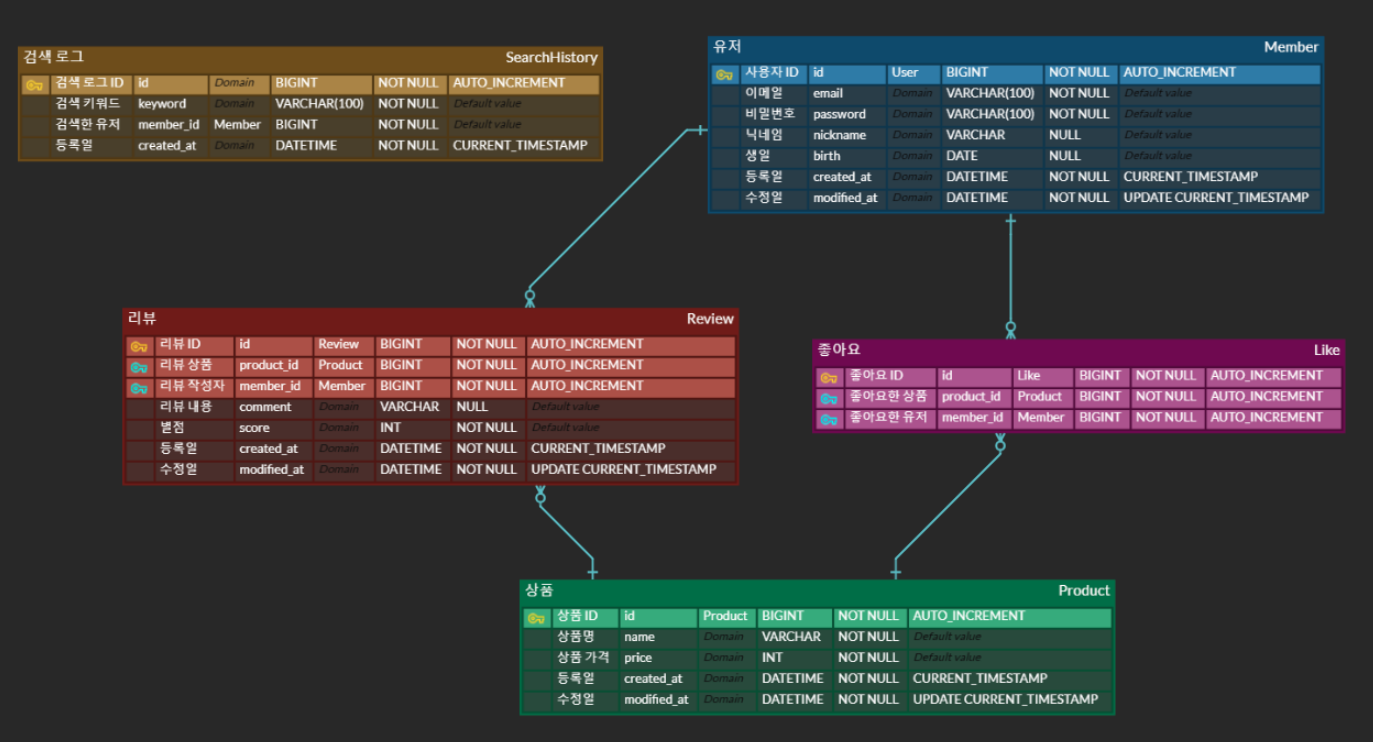 검색 로그 SearchHistory
검색 로그 ID id Domain BIGINT NOT NULL AUTO_INCREMENT
검색 키워드 keyword Domain VARCHAR(100) NOT NULL Default value
검색한 유저 member_id Member BIGINT NOT NULL Default value
등록일 created_at Domain DATETIME NOT NULL CURRENT_TIMESTAMP
유저 Member
사용자 ID id User BIGINT NOT NULL AUTO_INCREMENT
이메일 email Domain VARCHAR(100) NOT NULL Default value
비밀번호 password Domain VARCHAR(100) NOT NULL Default value
닉네임 nickname Domain VARCHAR NULL Default value
생일 birth Domain DATE NULL Default value
등록일 created_at Domain DATETIME NOT NULL CURRENT_TIMESTAMP
수정일 modified_at Domain DATETIME NOT NULL UPDATE CURRENT_TIMESTAMP
리뷰 Review
리뷰 ID id Review BIGINT NOT NULL AUTO_INCREMENT
리뷰 상품 product_id Product BIGINT NOT NULL AUTO_INCREMENT
리뷰 작성자 member_id Member BIGINT NOT NULL AUTO_INCREMENT
리뷰 내용 comment Domain VARCHAR NULL Default value
별점 score Domain INT NOT NULL Default value
등록일 created_at Domain DATETIME NOT NULL CURRENT_TIMESTAMP
수정일 modified_at Domain DATETIME NOT NULL UPDATE CURRENT_TIMESTAMP
좋아요 Like
좋아요 ID id Like BIGINT NOT NULL AUTO_INCREMENT
좋아요한 상품 product_id Product BIGINT NOT NULL AUTO_INCREMENT
좋아요한 유저 member_id Member BIGINT NOT NULL AUTO_INCREMENT
상품 Product
상품 ID id Product BIGINT NOT NULL AUTO_INCREMENT
상품명 name Domain VARCHAR NOT NULL Default value
상품 가격 price Domain INT NOT NULL Default value
등록일 created_at Domain DATETIME NOT NULL CURRENT_TIMESTAMP
수정일 modified_at Domain DATETIME NOT NULL UPDATE CURRENT_TIMESTAMP